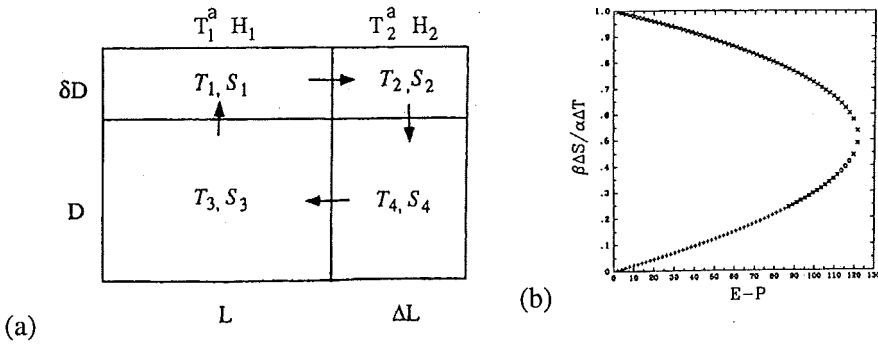 T₁ᵃ H₁ T₂ᵃ H₂
δD
T₁, S₁ T₂, S₂
D
T₃, S₃ T₄, S₄
L ΔL
(a)
βΔS/αΔT
1.0
.9
.8
.7
.6
.5
.4
.3
.2
.1
0
0 10 20 30 40 50 60 70 80 90 100 110 120 130
E-P
(b)